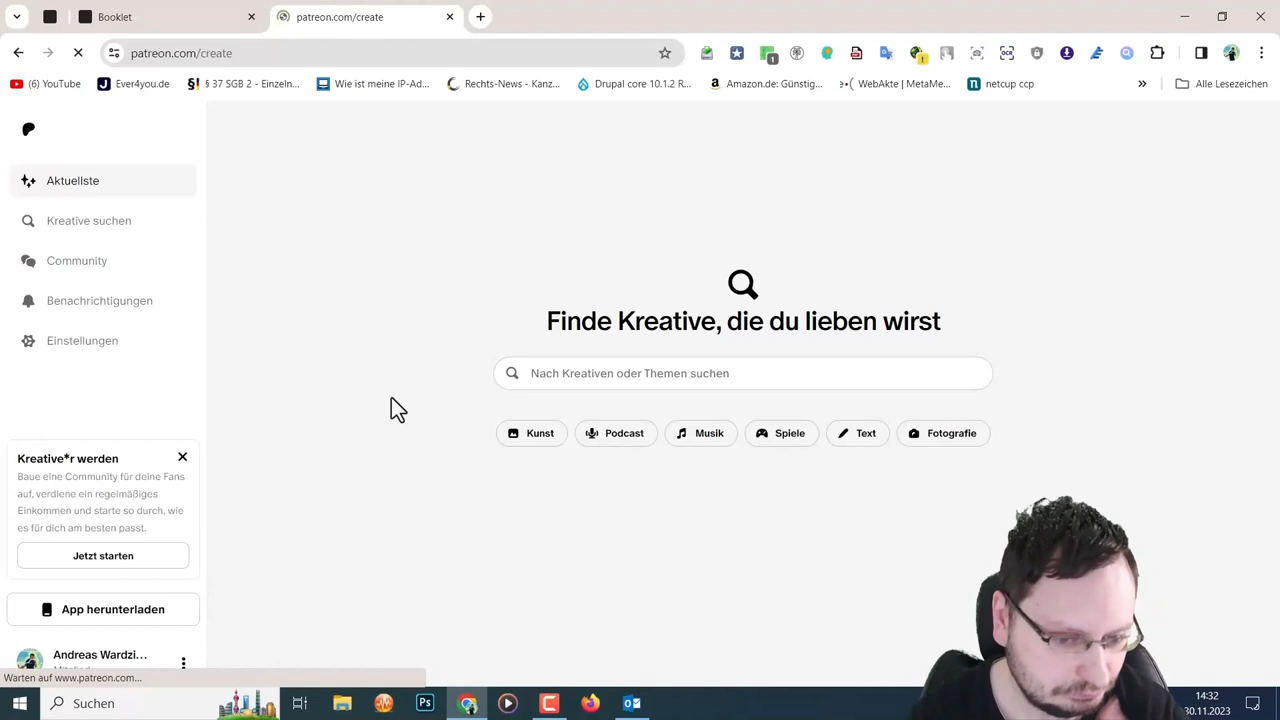 Booklet
patreon.com/create
patreon.com/create
(6) YouTube
Ever4you.de
§ 37 SGB 2 - Einzeln...
Wie ist meine IP-Ad...
Rechts-News - Kanz...
Drupal core 10.1.2 R...
Amazon.de: Günstig...
WebAkte | MetaMe...
netcup ccp
Alle Lesezeichen
Aktuellste
Kreative suchen
Community
Benachrichtigungen
Einstellungen
Finde Kreative, die du lieben wirst
Nach Kreativen oder Themen suchen
Kunst
Podcast
Musik
Spiele
Text
Fotografie
Kreative*r werden
Baue eine Community für deine Fans
auf, verdiene ein regelmäßiges
Einkommen und starte so durch, wie
es für dich am besten passt.
Jetzt starten
App herunterladen
Andreas Wardzi...
Warten auf www.patreon.com...
Suchen
14:32
30.11.2023